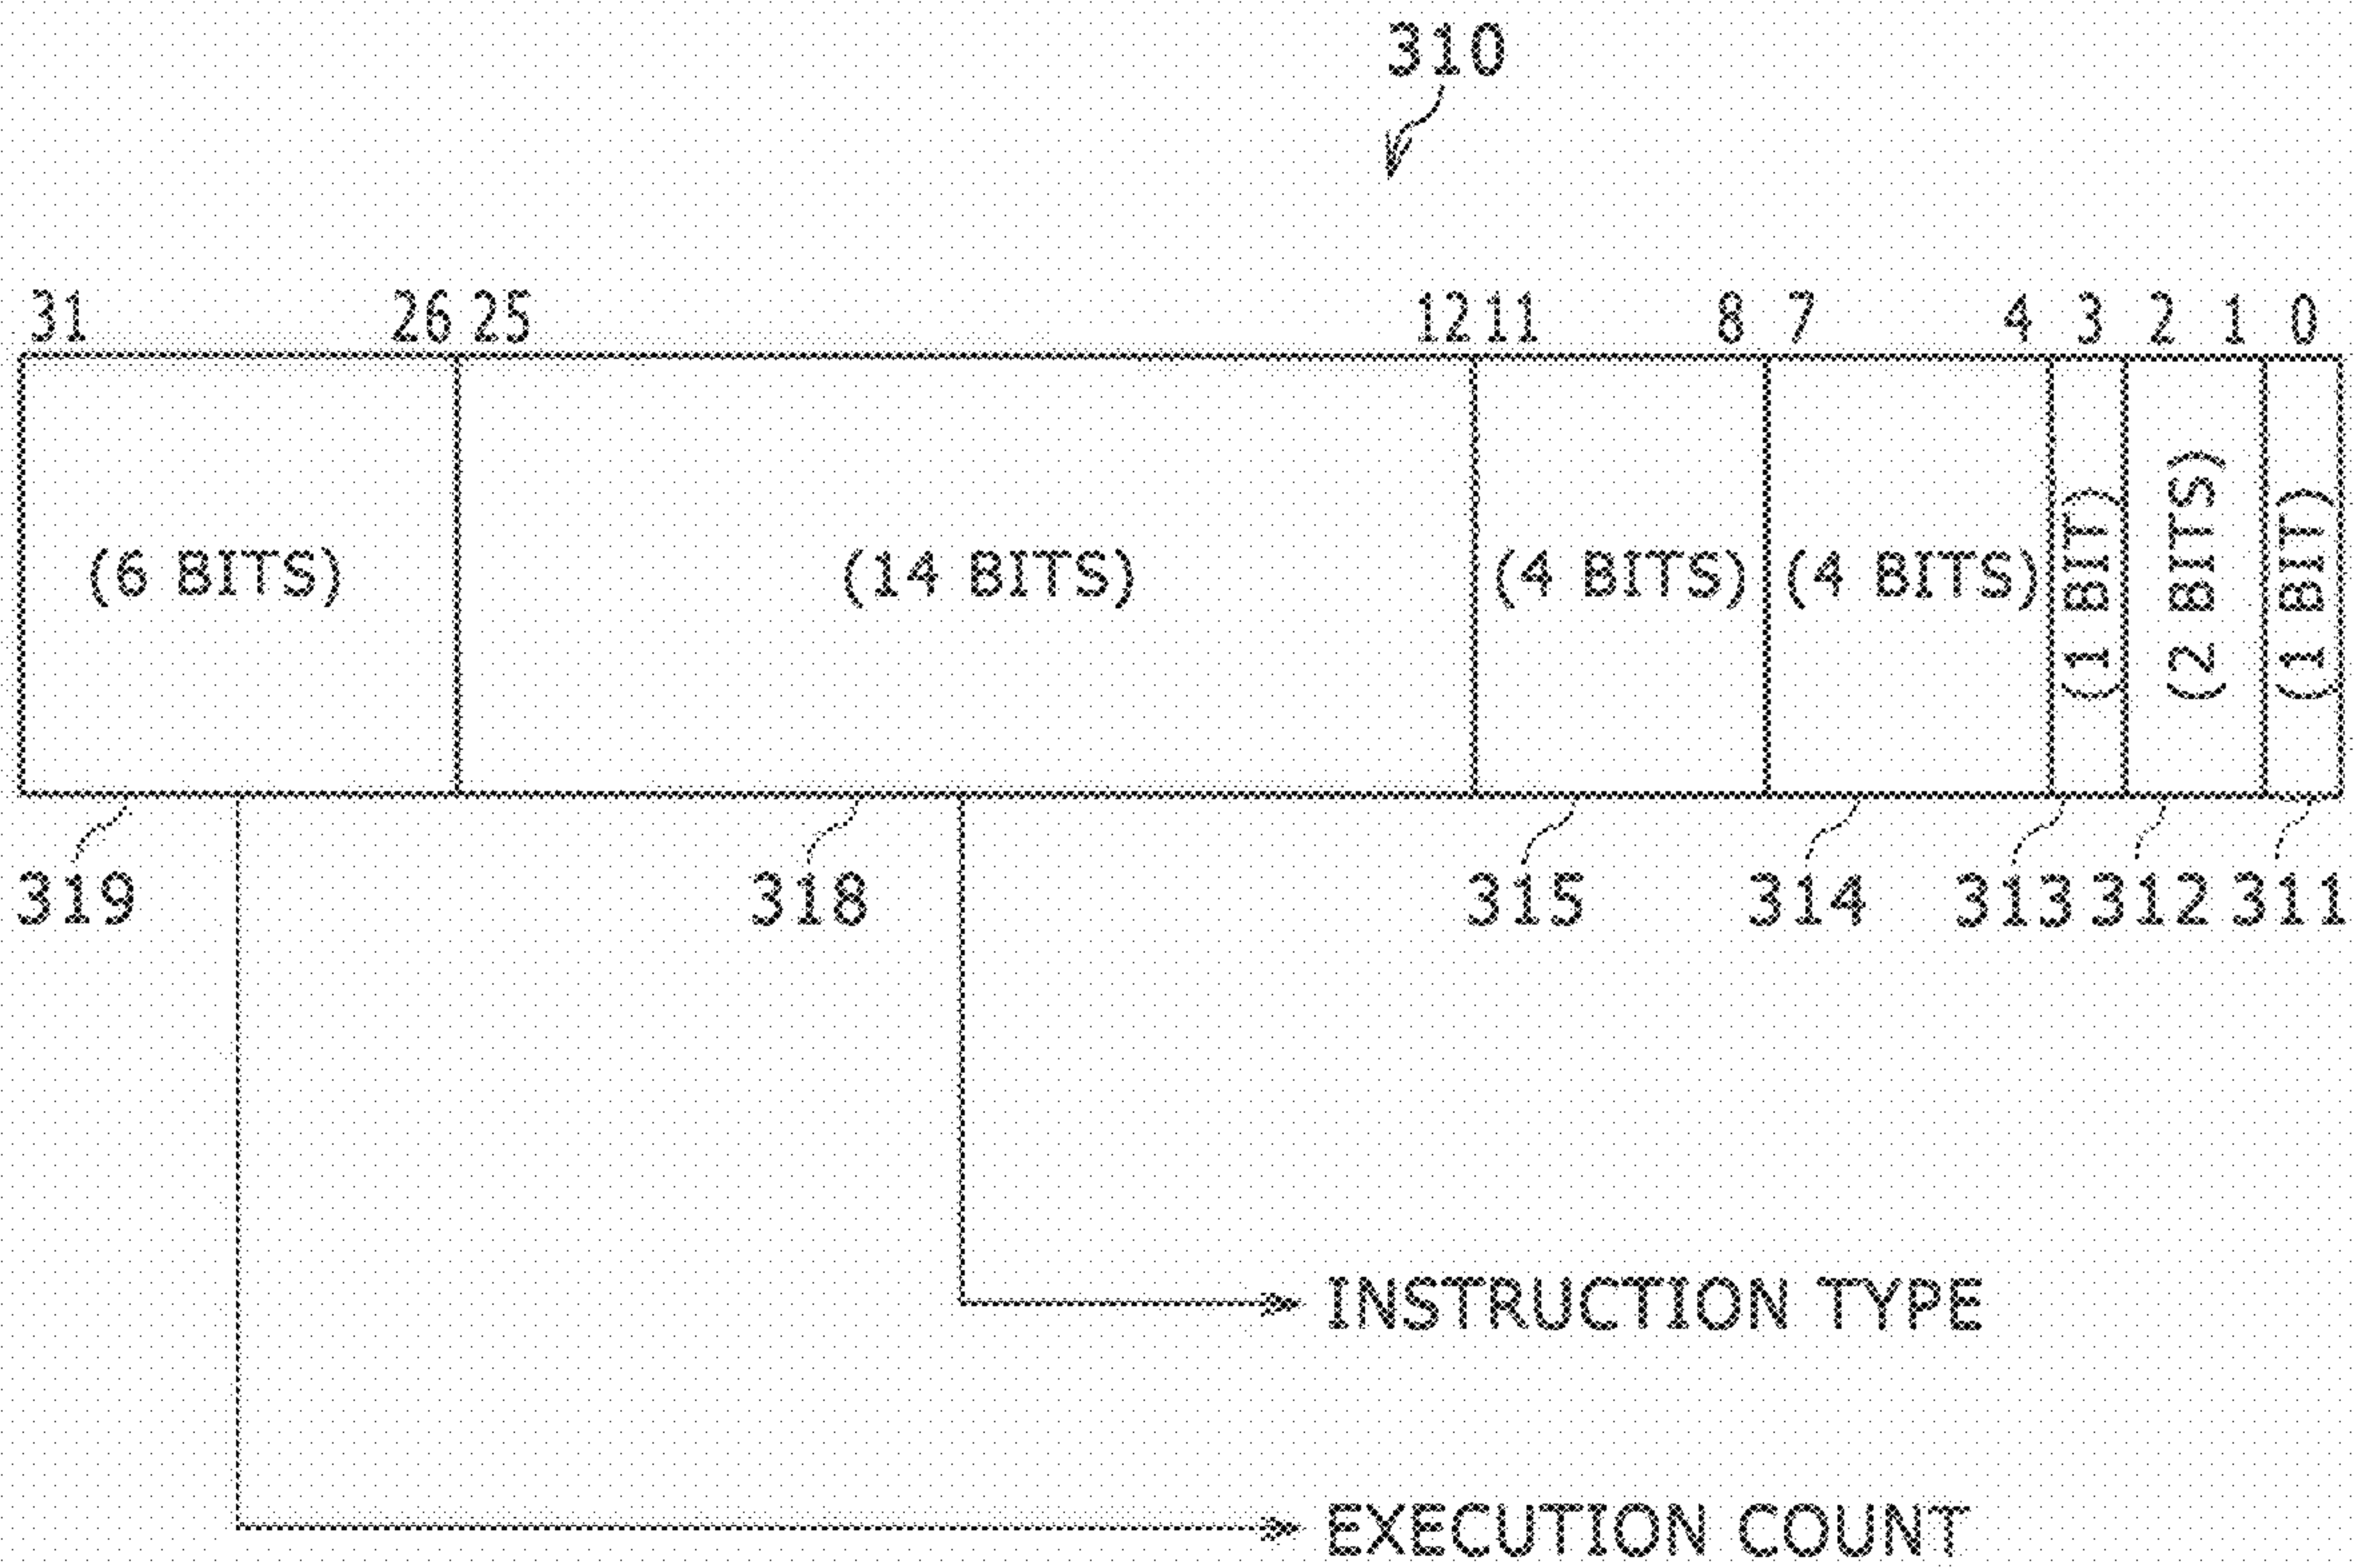 310
31 26 25 12 11 8 7 4 3 2 1 0
(6 BITS) (14 BITS) (4 BITS) (4 BITS) (1 BIT) (2 BITS) (1 BIT)
319 318 315 314 313 312 311
INSTRUCTION TYPE
EXECUTION COUNT